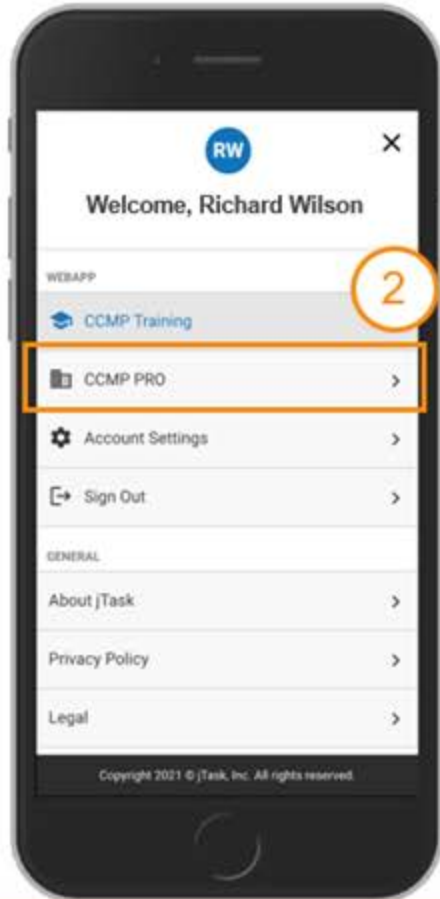 RW
Welcome, Richard Wilson
WEBAPP
2
CCMP Training
CCMP PRO
Account Settings
Sign Out
GENERAL
About jTask
Privacy Policy
Legal
Copyright 2021 © jTask, Inc. All rights reserved.